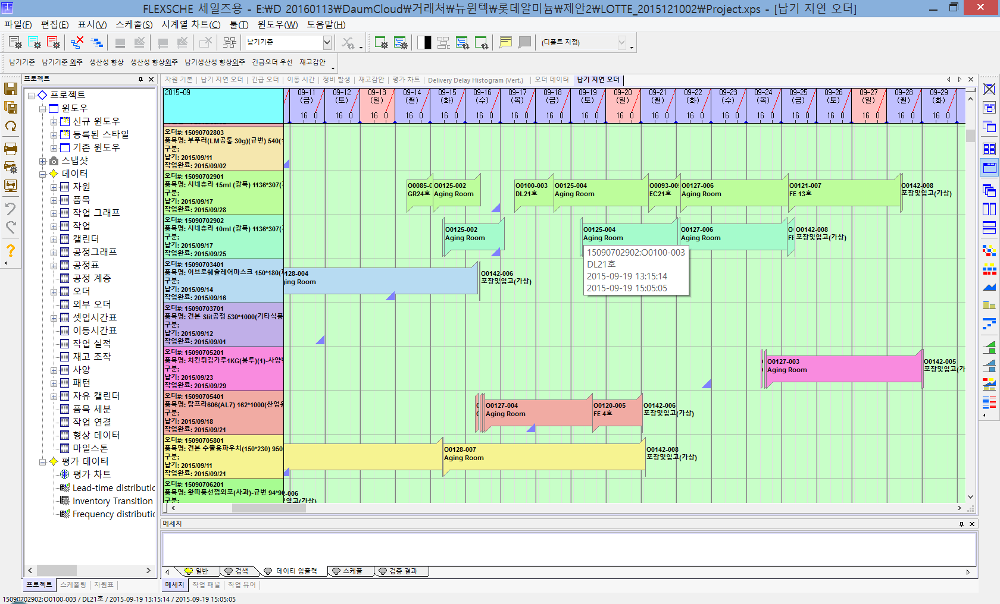 FLEXSCHE 세일즈용 - E:₩D 20160113₩DaumCloud₩거래처₩뉴윈텍₩롯데알미늄₩제안2₩LOTTE_2015121002₩Project.xps - [납기 지연 오더]
파일(F) 편집(E) 표시(V) 스케줄(S) 시계열 차트(C) 툴(T) 윈도우(W) 도움말(H)
납기기준
(디폴트 지정)
납기기준 납기기준 외주 생산성 향상 생산성 향상외주 납기생산성 향상외주 긴급오더 우선 재고감안
프로젝트
프로젝트
윈도우
신규 윈도우
등록된 스타일
기존 윈도우
스냅샷
데이터
자원
품목
작업 그래프
작업
캘린더
공정그래프
공정표
공정 계층
오더
외부 오더
셋업시간표
이동시간표
작업 실적
재고 조작
사양
패턴
자유 캘린더
품목 세분
작업 연결
형상 데이터
마일스톤
평가 데이터
평가 차트
Lead-time distributio
Inventory Transition
Frequency distributio
프로젝트 스케줄링 자원표
자원 기본 납기 지연 오더 긴급 오더 이동 시간 정비 발생 재고감안 평가 차트 Delivery Delay Histogram (Vert.) 오더 데이터 납기 지연 오더
2015-09
09-11 09-12 09-13 09-14 09-15 09-16 09-17 09-18 09-19 09-20 09-21 09-22 09-23 09-24 09-25 09-26 09-27 09-28 09-29
(금) (토) (일) (월) (화) (수) (목) (금) (토) (일) (월) (화) (수) (목) (금) (토) (일) (월) (화)
16 0 16 0 16 0 16 0 16 0 16 0 16 0 16 0 16 0 16 0 16 0 16 0 16 0 16 0 16 0 16 0 16 0 16 0 16 0
오더#: 15090702803
품목명: 부푸러(LM공통 30g)(규변) 540(
구분:
납기: 2015/09/11
작업완료: 2015/09/02
오더#: 15090702901
품목명: 시네츄라 15ml (광폭) 1136*307(
구분:
납기: 2015/09/17
작업완료: 2015/09/28
O0085-0 O0125-002 O0100-003 O0125-004 O0093-00 O0127-006 O0121-007 O0142-008
GR24호 Aging Room DL21호 Aging Room EC21호 Aging Room FE 13호 포장및입고(가상)
오더#: 15090702902
품목명: 시네츄라 10ml (광폭) 1136*307(
구분:
납기: 2015/09/17
작업완료: 2015/09/25
O0125-002 O0125-004 O0127-006 O0142-008
Aging Room Aging Room Aging Room FE 포장및입고(가상)
15090702902:O0100-003
DL21호
2015-09-19 13:15:14
2015-09-19 15:05:05
오더#: 15090703401
품목명: 이브로쉐슬레어마스크 150*180(
구분:
납기: 2015/09/14
작업완료: 2015/09/16
128-004 O0142-006
ging Room 포장및입고(가상)
오더#: 15090703701
품목명: 견본 Slit공정 530*1000(기타식품
구분:
납기: 2015/09/12
작업완료: 2015/09/01
오더#: 15090705201
품목명: 치킨튀김가루1KG(봉투)(1)-사양변
구분:
납기: 2015/09/23
작업완료: 2015/09/29
O0127-003 O0142-005
Aging Room 포장및입고(가
오더#: 15090705401
품목명: 탑프라606(AL7) 162*1000(산업용
구분:
납기: 2015/09/18
작업완료: 2015/09/21
O0127-004 O0120-005 O0142-006
Aging Room FE 4호 포장및입고(가상)
오더#: 15090705801
품목명: 견본 수출용파우치(150*230) 950
구분:
납기: 2015/09/11
작업완료: 2015/09/21
O0128-007 O0142-008
Aging Room 포장및입고(가상)
오더#: 15090706201
품목명: 왓따풍선껌외포(사과)-규변 94*9
구분:
2-006
입고(가상)
메세지
일반 검색 데이터 입출력 스케쥴 검증 결과
메세지 작업 패널 작업 뷰어
15090702902:O0100-003 / DL21호 / 2015-09-19 13:15:14 / 2015-09-19 15:05:05